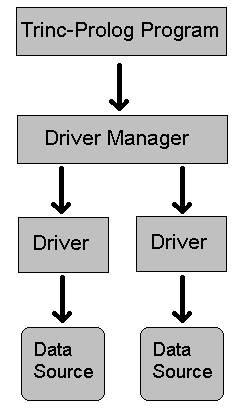 Trinc-Prolog Program
Driver Manager
Driver
Driver
Data
Source
Data
Source